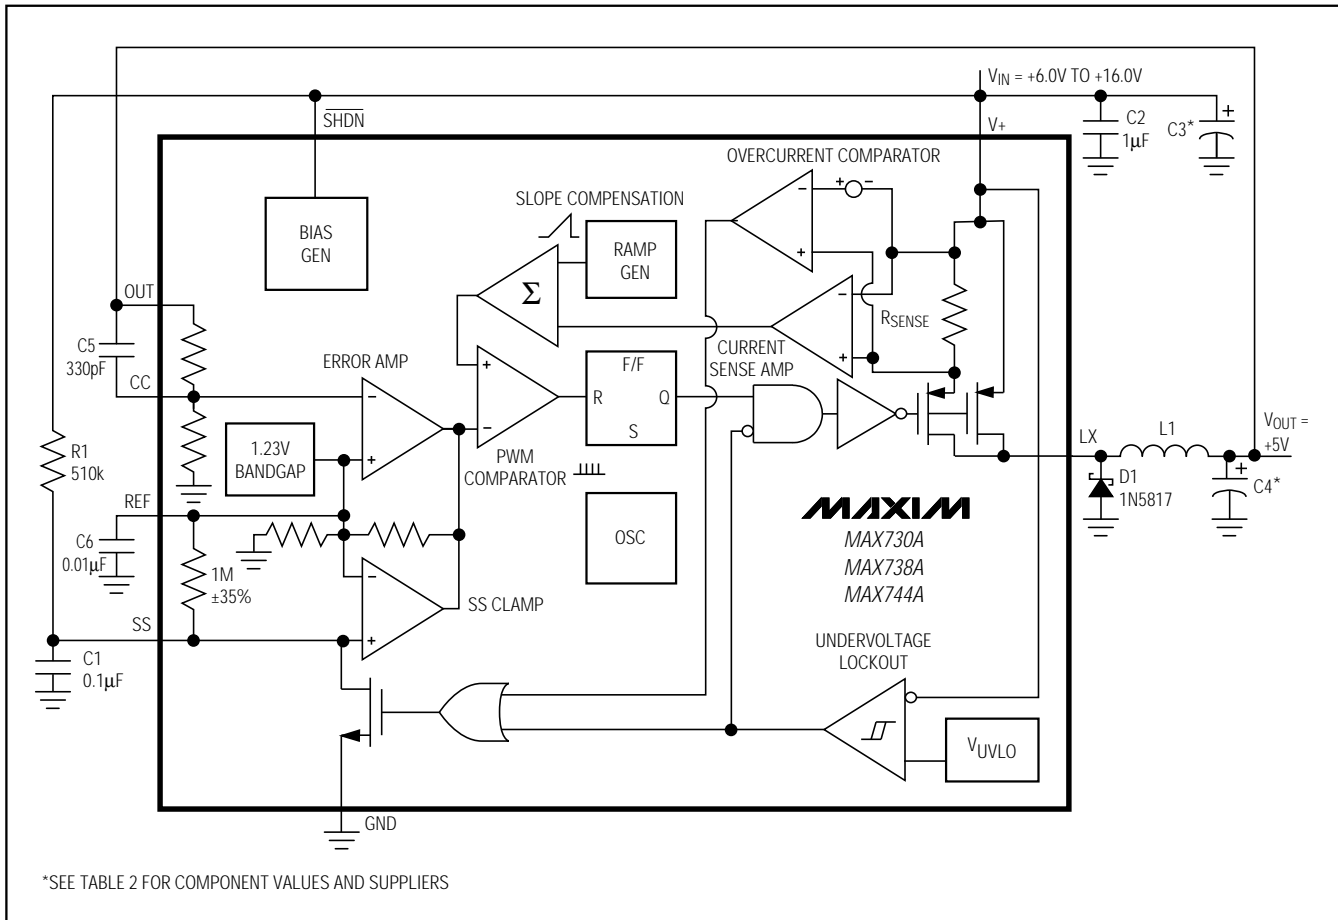 VIN = +6.0V TO +16.0V
SHDN
V+
C2
1µF
C3*
+
OVERCURRENT COMPARATOR
SLOPE COMPENSATION
+ -
-
+
BIAS
GEN
RAMP
GEN
Σ
OUT
RSENSE
-
+
C5
330pF
CC
ERROR AMP
F/F
R
Q
S
CURRENT
SENSE AMP
+
-
-
+
PWM
COMPARATOR
1.23V
BANDGAP
R1
510k
LX
L1
VOUT =
+5V
D1
1N5817
+
C4*
REF
C6
0.01µF
OSC
MAXIM
MAX730A
MAX738A
MAX744A
1M
±35%
-
+
SS CLAMP
SS
C1
0.1µF
UNDERVOLTAGE
LOCKOUT
VUVLO
GND
*SEE TABLE 2 FOR COMPONENT VALUES AND SUPPLIERS